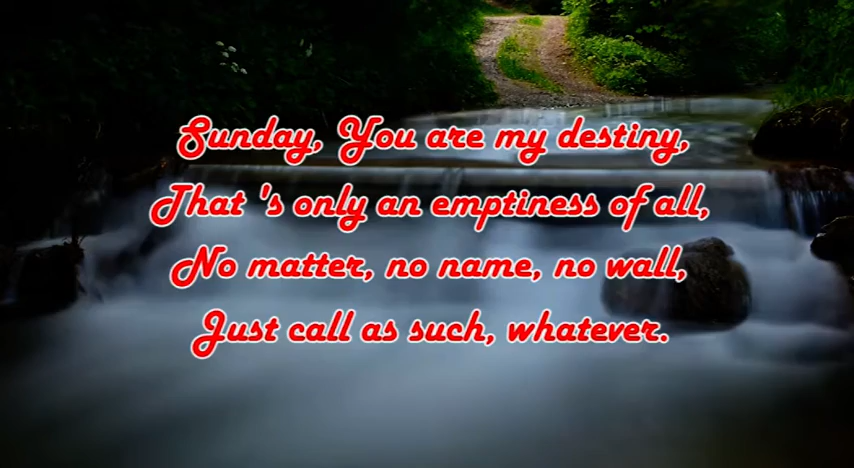 Sunday, You are my destiny,
That 's only an emptiness of all,
No matter, no name, no wall,
Just call as such, whatever.